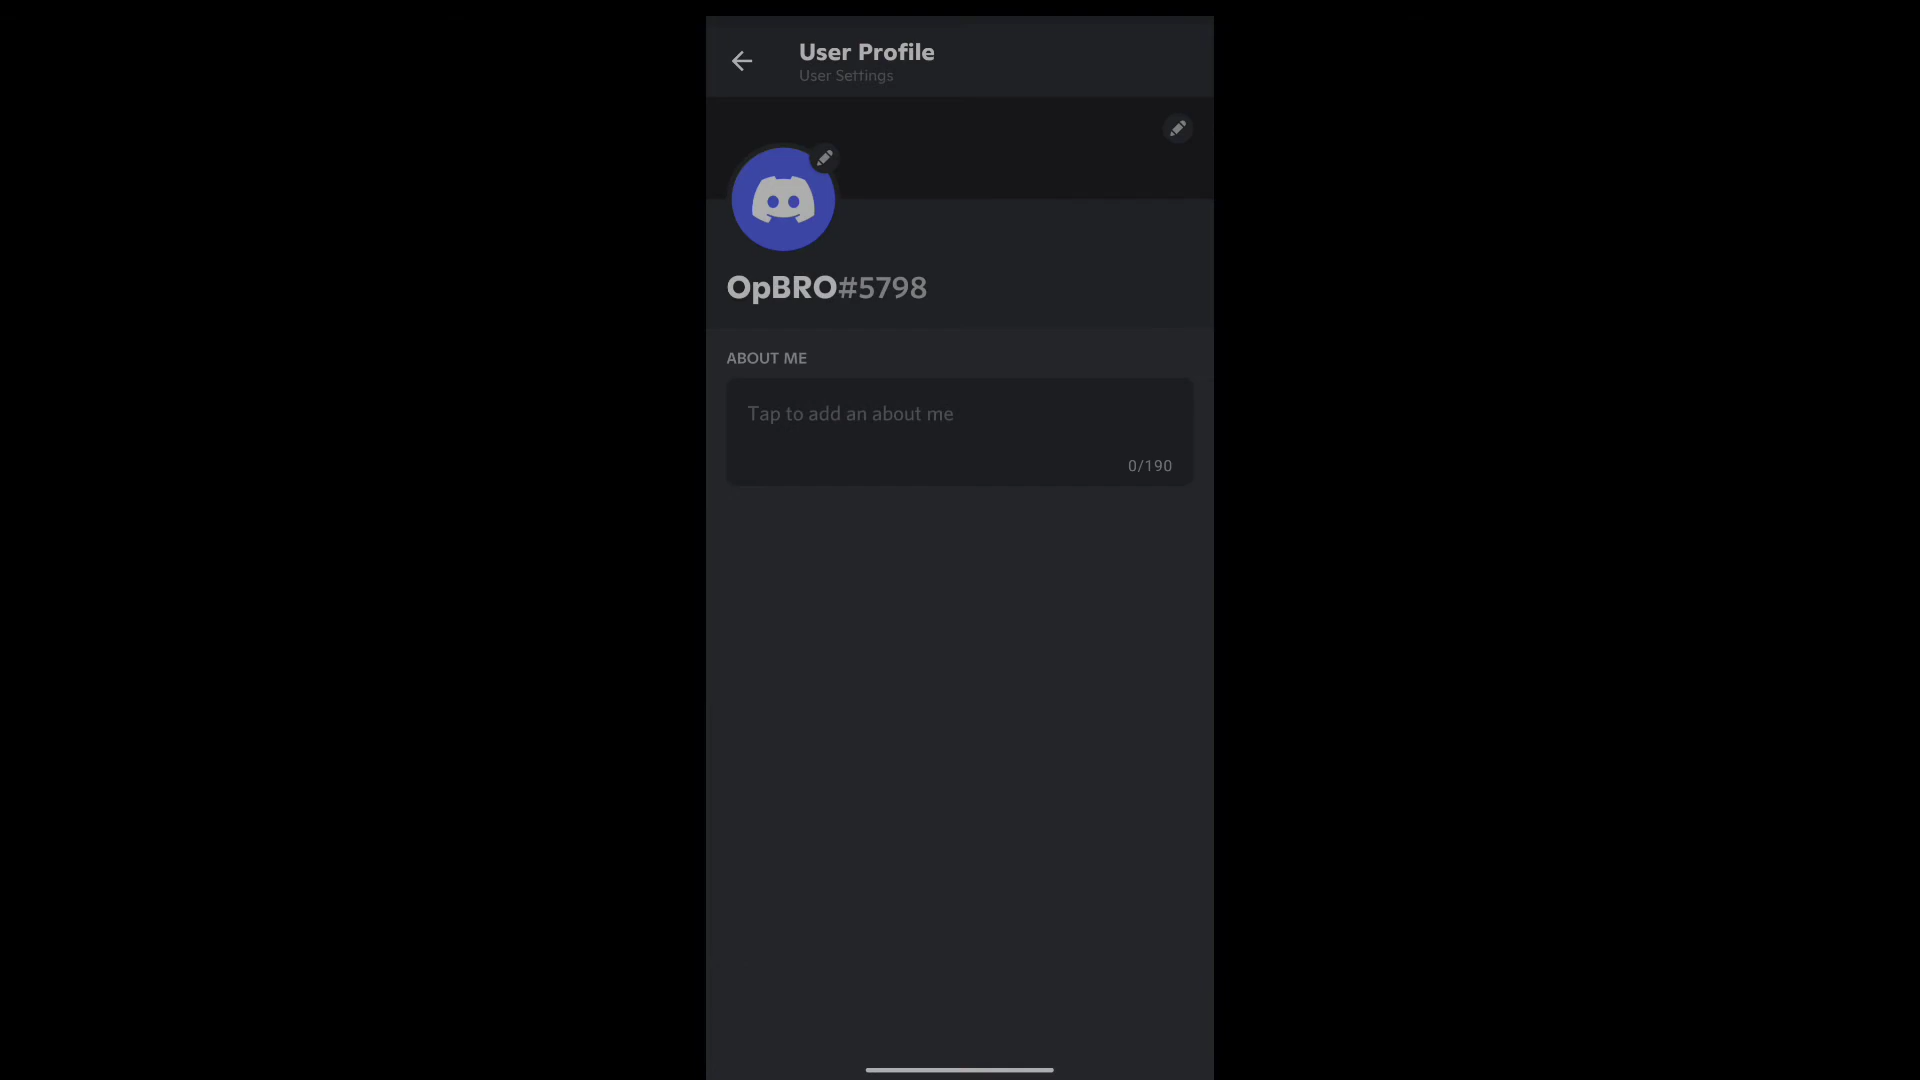 User Profile
User Settings
OpBRO#5798
ABOUT ME
Tap to add an about me
0/190